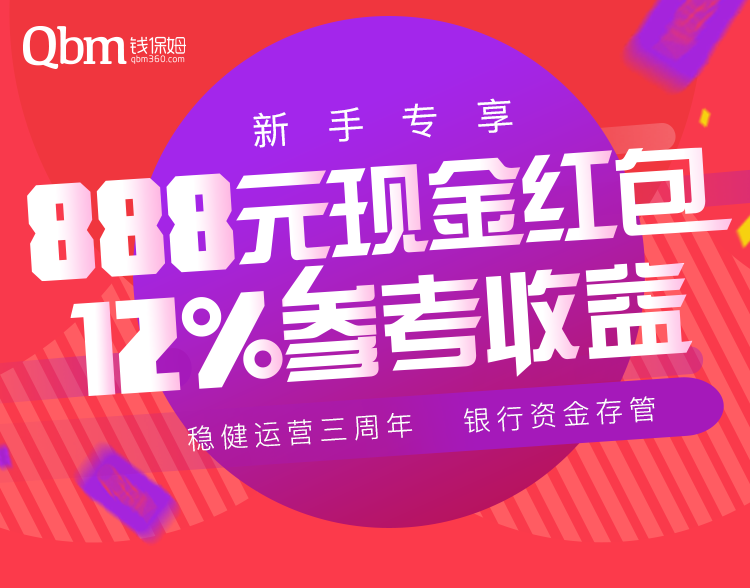 Qbm 钱保姆
qbm360.com
新手专享
888元现金红包
12%参考收益
稳健运营三周年 银行资金存管